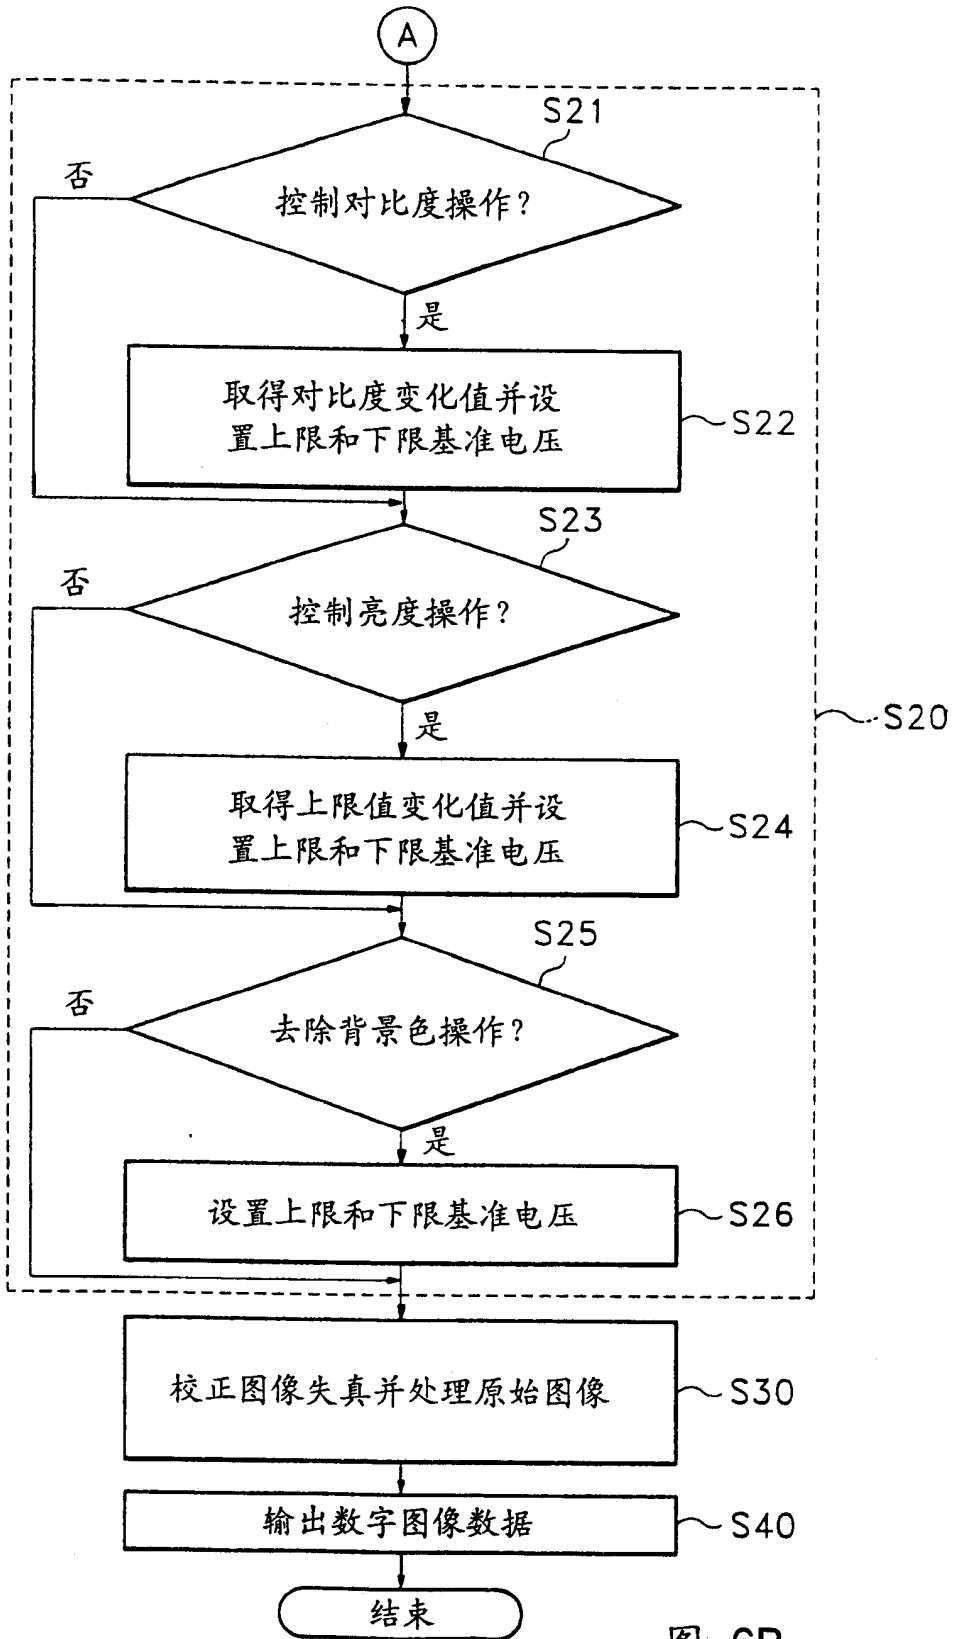 A
S21
否
控制对比度操作?
是
取得对比度变化值并设
置上限和下限基准电压
S22
S23
否
控制亮度操作?
是
S20
取得上限值变化值并设
置上限和下限基准电压
S24
S25
否
去除背景色操作?
是
设置上限和下限基准电压
S26
校正图像失真并处理原始图像
S30
输出数字图像数据
S40
结束